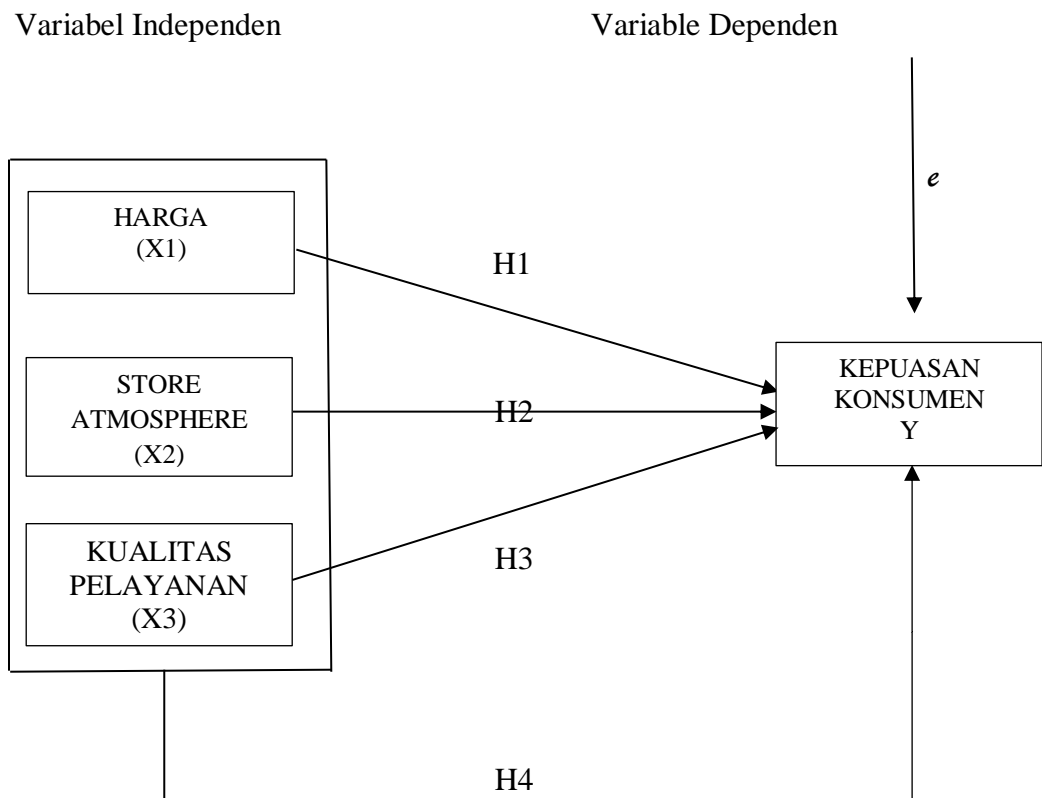 Variabel Independen
Variable Dependen
e
HARGA
(X1)
H1
STORE
ATMOSPHERE
(X2)
H2
KEPUASAN
KONSUMEN
Y
KUALITAS
PELAYANAN
(X3)
H3
H4